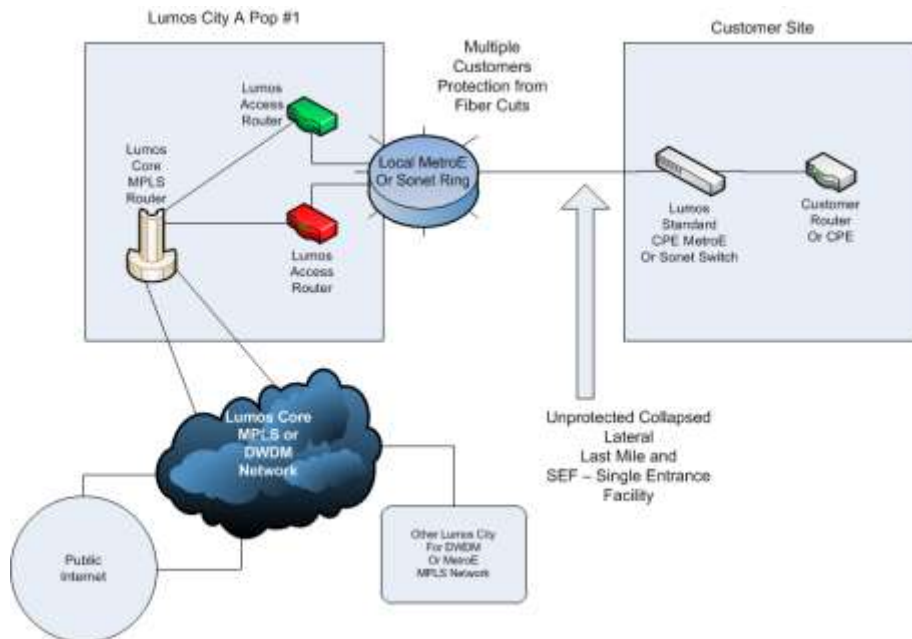 Lumos City A Pop #1
Customer Site
Multiple
Customers
Protection from
Fiber Cuts
Lumos
Access
Router
Lumos
Core
MPLS
Router
Local MetroE
Or Sonet Ring
Lumos
Access
Router
Lumos
Standard
CPE MetroE
Or Sonet Switch
Customer
Router
Or CPE
Unprotected Collapsed
Lateral
Last Mile and
SEF – Single Entrance
Facility
Lumos Core
MPLS or
DWDM
Network
Public
Internet
Other Lumos City
For DWDM
Or MetroE
MPLS Network